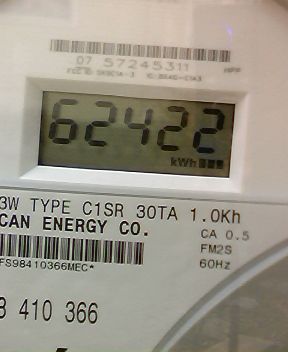 07 57245311
62422
kWh
3W TYPE C1SR 30TA 1.0Kh
CAN ENERGY CO.
CA 0.5
FM2S
FS98410366MEC*
60Hz
8 410 366